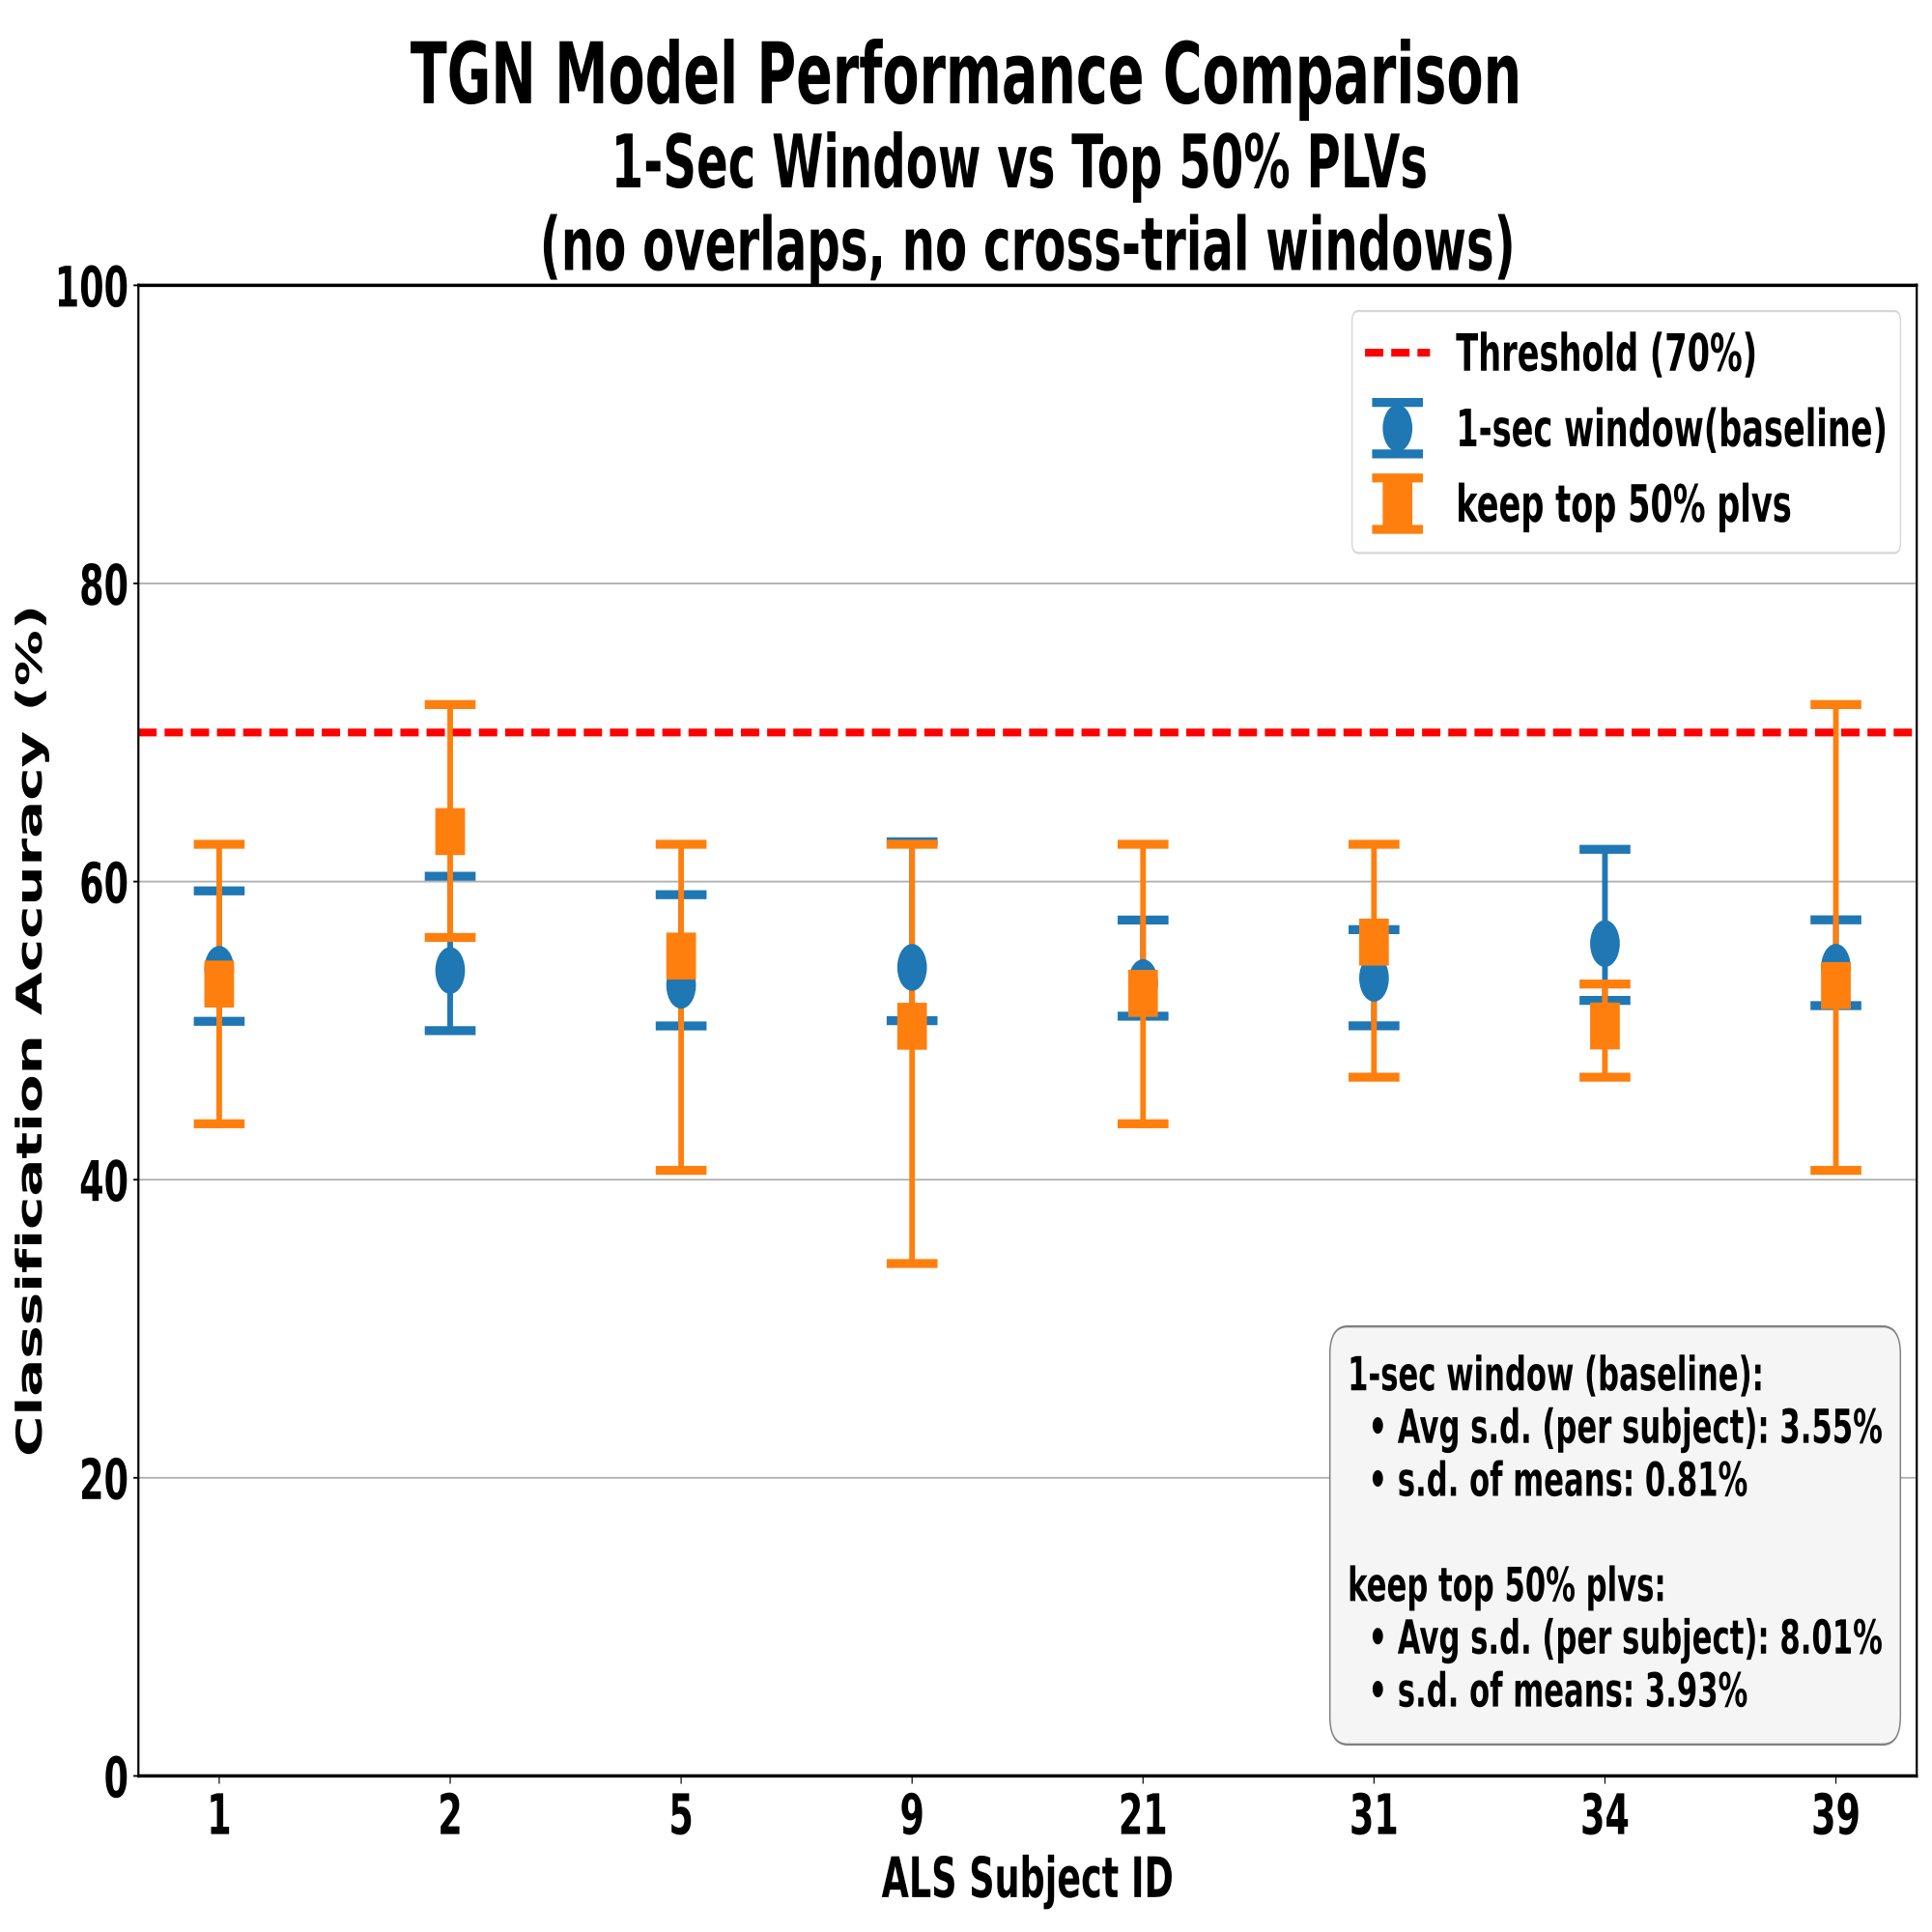 TGN Model Performance Comparison
1-Sec Window vs Top 50% PLVs
(no overlaps, no cross-trial windows)
Classification Accuracy (%)
100
80
60
40
20
0
Threshold (70%)
1-sec window(baseline)
keep top 50% plvs
1-sec window (baseline):
• Avg s.d. (per subject): 3.55%
• s.d. of means: 0.81%
keep top 50% plvs:
• Avg s.d. (per subject): 8.01%
• s.d. of means: 3.93%
1 2 5 9 21 31 34 39
ALS Subject ID